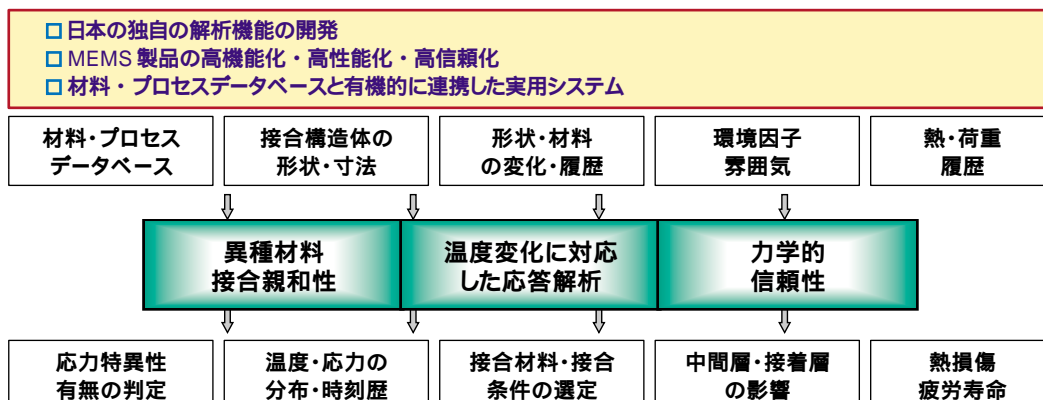 □ 日本の独自の解析機能の開発
□ MEMS 製品の高機能化・高性能化・高信頼化
□ 材料・プロセスデータベースと有機的に連携した実用システム
材料・プロセス
データベース
接合構造体の
形状・寸法
形状・材料
の変化・履歴
環境因子
雰囲気
熱・荷重
履歴
異種材料
接合親和性
温度変化に対応
した応答解析
力学的
信頼性
応力特異性
有無の判定
温度・応力の
分布・時刻歴
接合材料・接合
条件の選定
中間層・接着層
の影響
熱損傷
疲労寿命